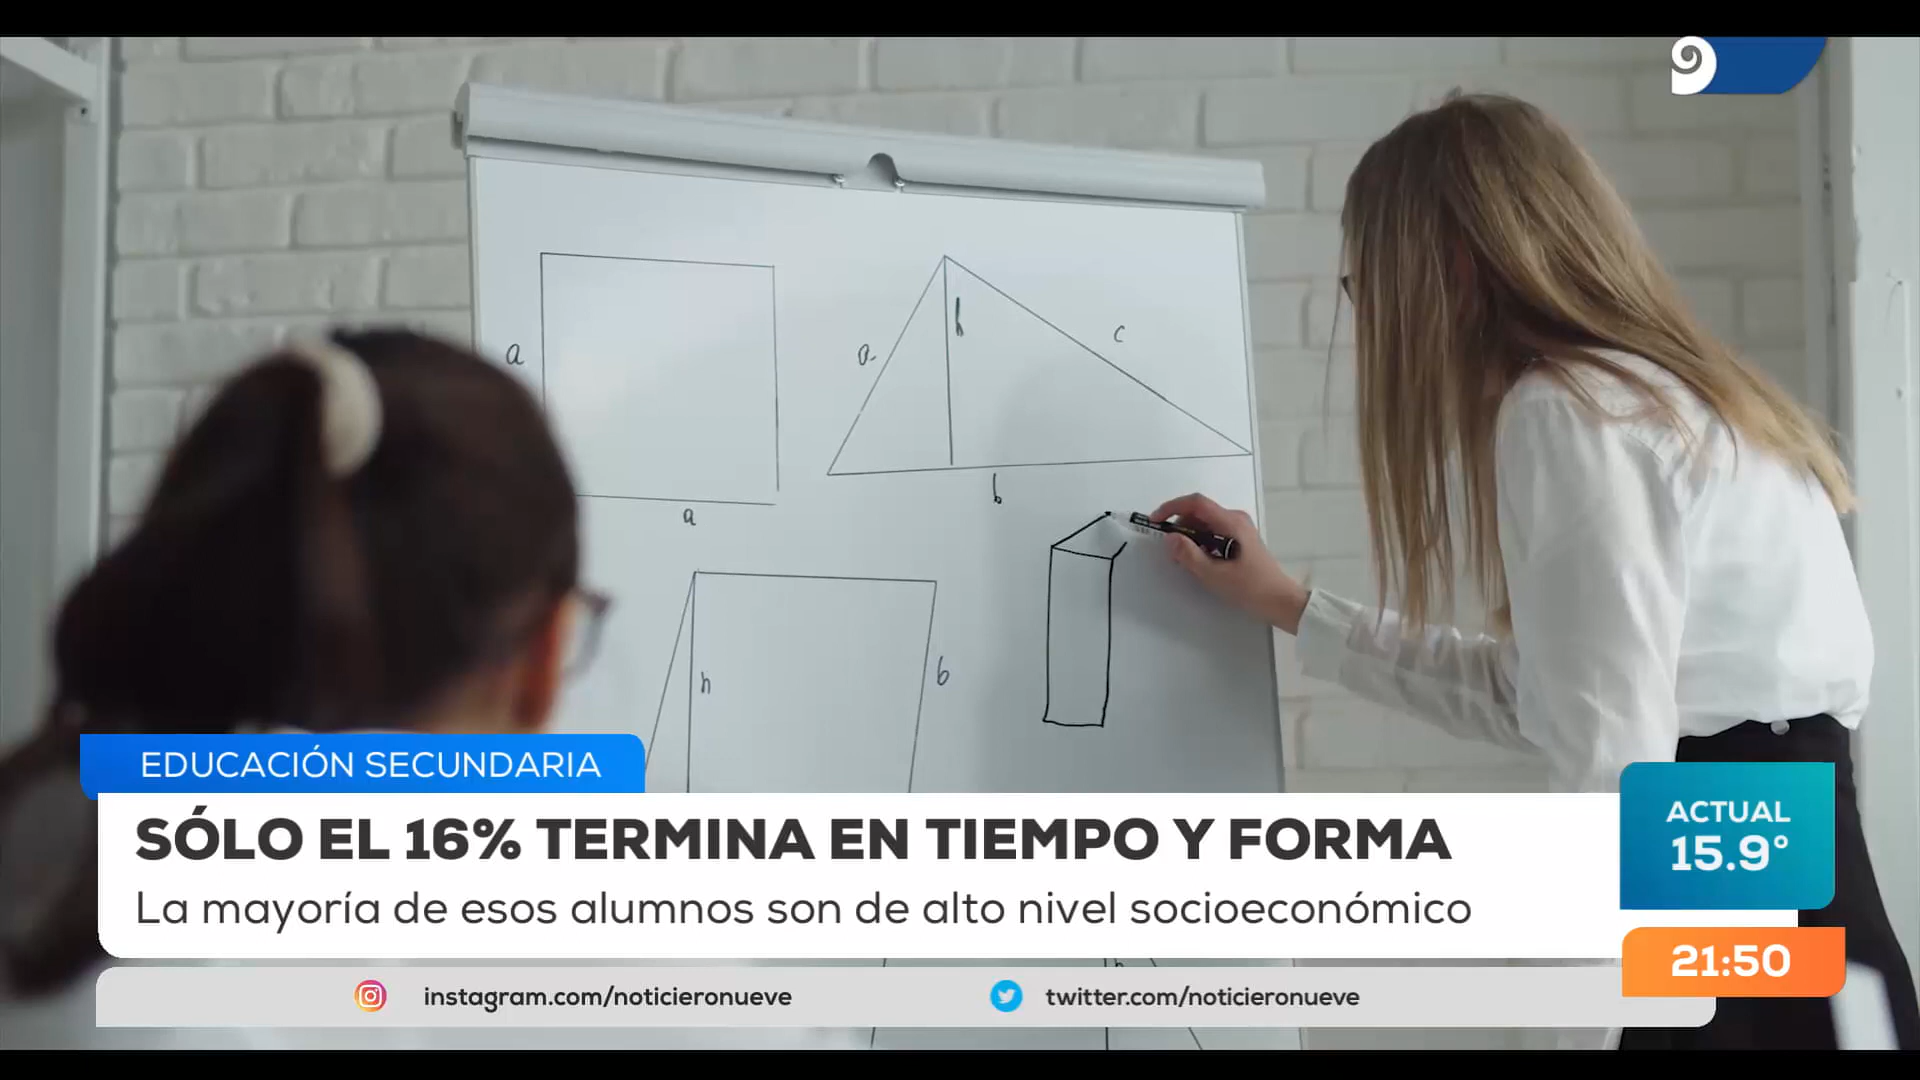 9
a
a
h
c
b
a
h
b
EDUCACIÓN SECUNDARIA
SÓLO EL 16% TERMINA EN TIEMPO Y FORMA
La mayoría de esos alumnos son de alto nivel socioeconómico
ACTUAL
15.9°
21:50
instagram.com/noticieronueve
twitter.com/noticieronueve